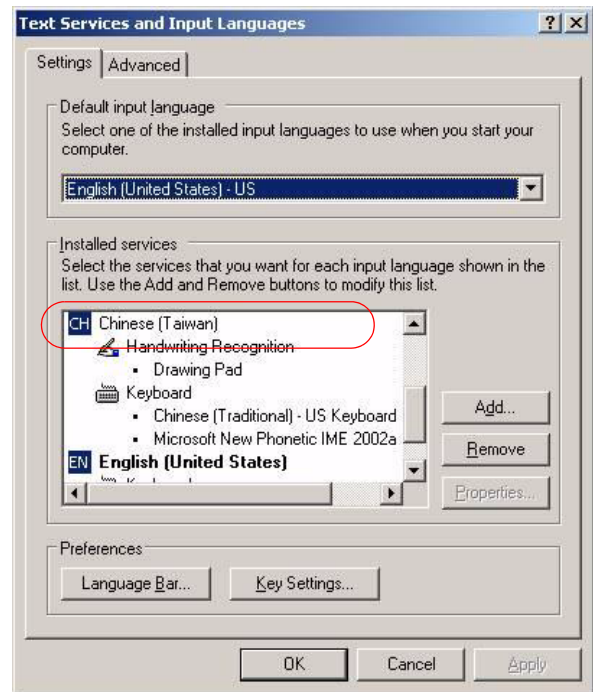 Text Services and Input Languages
Settings
Advanced
Default input language
Select one of the installed input languages to use when you start your
computer.
English (United States) - US
Installed services
Select the services that you want for each input language shown in the
list. Use the Add and Remove buttons to modify this list.
CH Chinese (Taiwan)
Handwriting Recognition
▪ Drawing Pad
Keyboard
▪ Chinese (Traditional) - US Keyboard
▪ Microsoft New Phonetic IME 2002a
EN English (United States)
Add...
Remove
Properties...
Preferences
Language Bar...
Key Settings...
OK
Cancel
Apply